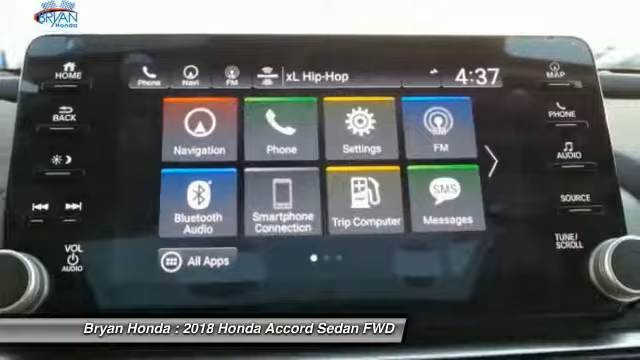 BRYAN
Honda
HOME
BACK
VOL
AUDIO
Phone
Navi
FM
xL Hip-Hop
4:37
Navigation
Phone
Settings
FM
Bluetooth
Audio
Smartphone
Connection
Trip Computer
SMS
Messages
All Apps
MAP
PHONE
AUDIO
SOURCE
TUNE/
SCROLL
Bryan Honda : 2018 Honda Accord Sedan FWD